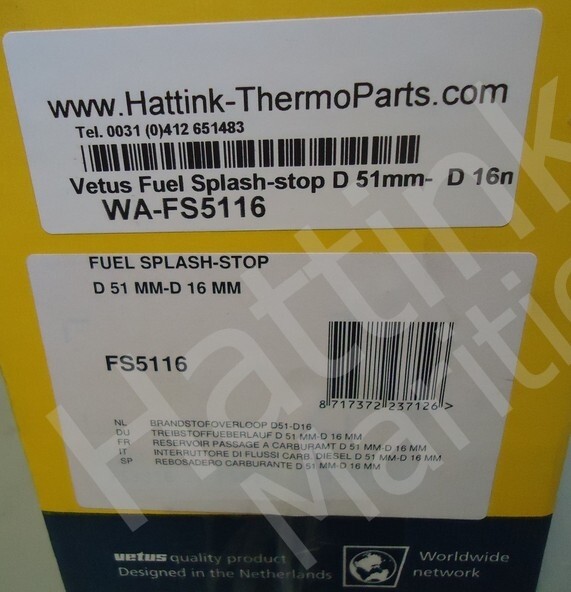 www.Hattink-ThermoParts.com
Tel. 0031 (0)412 651483
Vetus Fuel Splash-stop D 51mm- D 16n
WA-FS5116
FUEL SPLASH-STOP
D 51 MM-D 16 MM
FS5116
8 717372 237126 >
NL BRANDSTOFOVERLOOP D51-D16
DU TREIBSTOFFUEBERLAUF D 51 MM-D 16 MM
FR RESERVOIR PASSAGE A CARBURAMT D 51 MM-D 16 MM
IT INTERRUTTORE DI FLUSSI CARB. DIESEL D 51 MM-D 16 MM
SP REBOSADERO CARBURANTE D 51 MM-D 16 MM
vetus quality product
Designed in the Netherlands
Worldwide
network
Hattink
Maritie